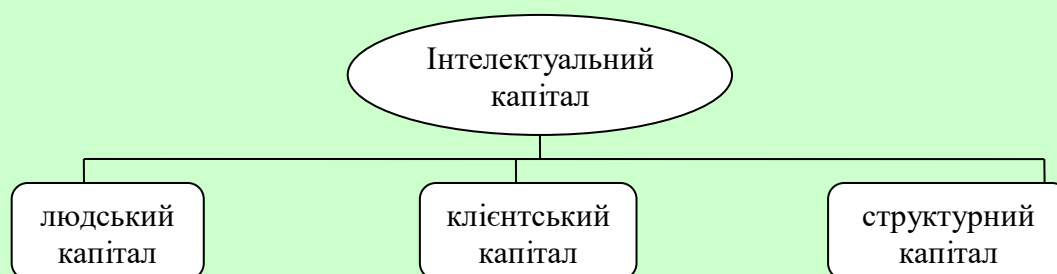 Інтелектуальний
капітал
людський
капітал
клієнтський
капітал
структурний
капітал